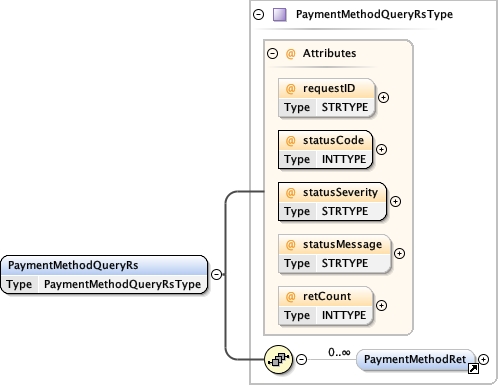 PaymentMethodQueryRsType
@ Attributes
@ requestID
Type STRTYPE
@ statusCode
Type INTTYPE
@ statusSeverity
Type STRTYPE
@ statusMessage
Type STRTYPE
@ retCount
Type INTTYPE
PaymentMethodQueryRs
Type PaymentMethodQueryRsType
0..∞
PaymentMethodRet